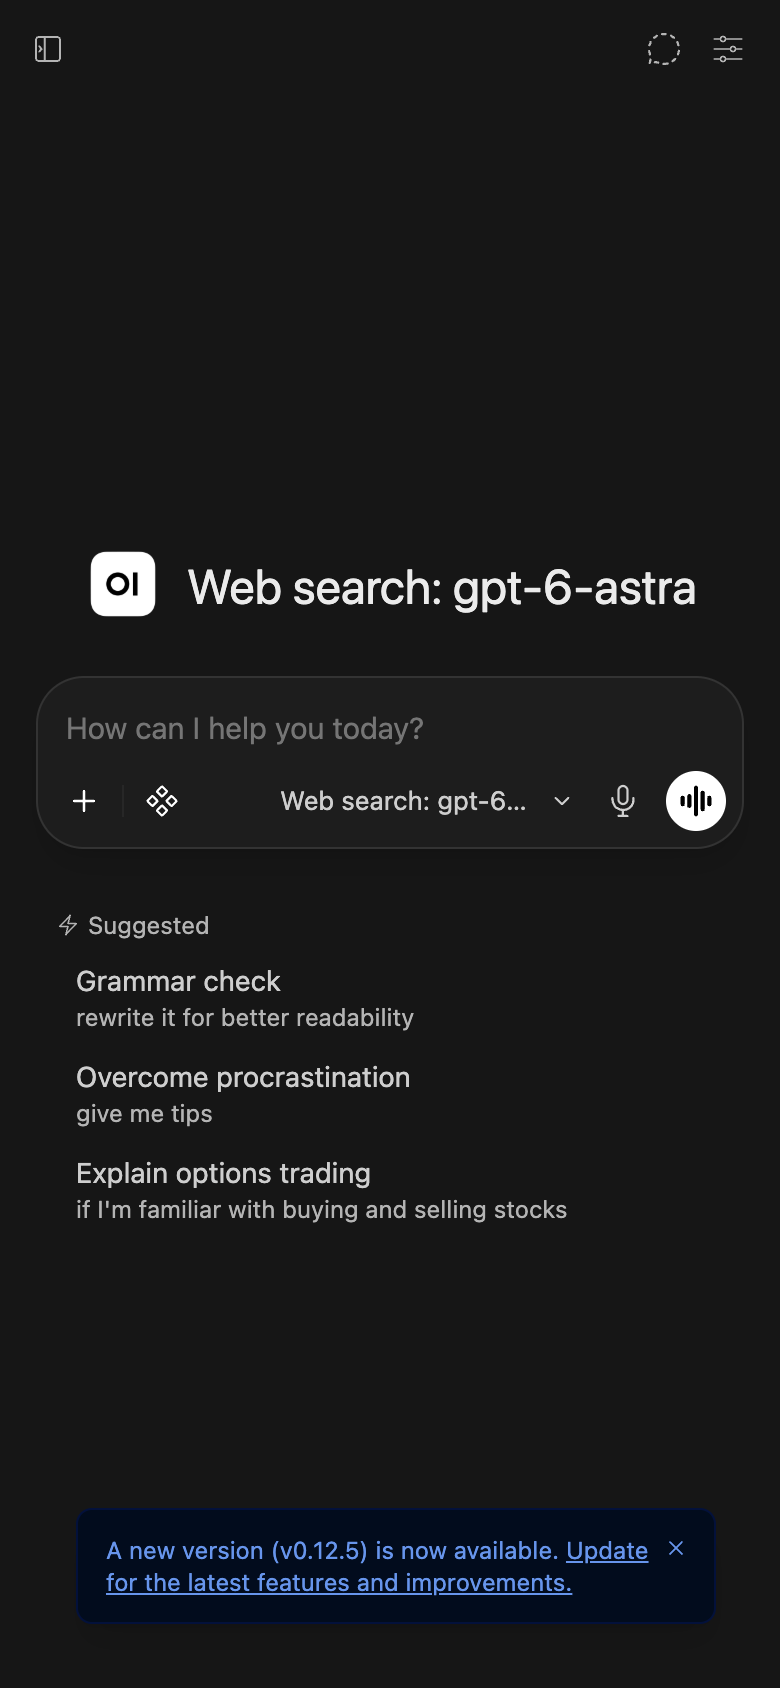 OI
Web search: gpt-6-astra
How can I help you today?
Web search: gpt-6...
Suggested
Grammar check
rewrite it for better readability
Overcome procrastination
give me tips
Explain options trading
if I'm familiar with buying and selling stocks
A new version (v0.12.5) is now available. Update
for the latest features and improvements.